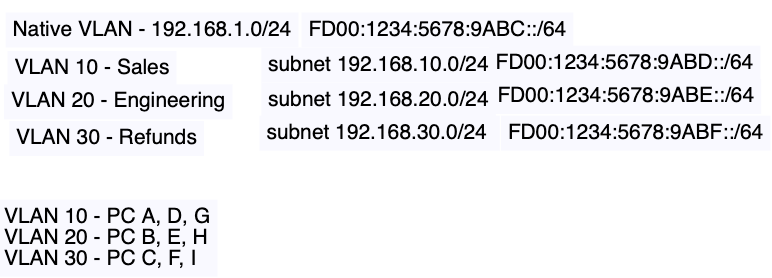 Native VLAN - 192.168.1.0/24 FD00:1234:5678:9ABC::/64
VLAN 10 - Sales subnet 192.168.10.0/24 FD00:1234:5678:9ABD::/64
VLAN 20 - Engineering subnet 192.168.20.0/24 FD00:1234:5678:9ABE::/64
VLAN 30 - Refunds subnet 192.168.30.0/24 FD00:1234:5678:9ABF::/64
VLAN 10 - PC A, D, G
VLAN 20 - PC B, E, H
VLAN 30 - PC C, F, I